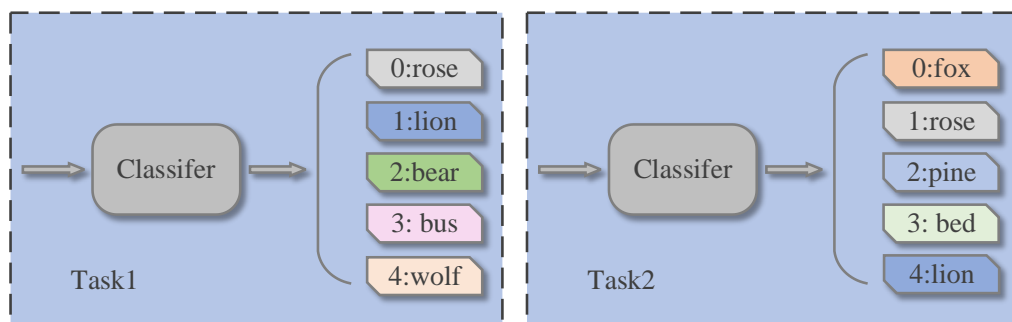 0:rose
1:lion
Classifer
2:bear
3: bus
4:wolf
Task1
0:fox
1:rose
Classifer
2:pine
3: bed
4:lion
Task2